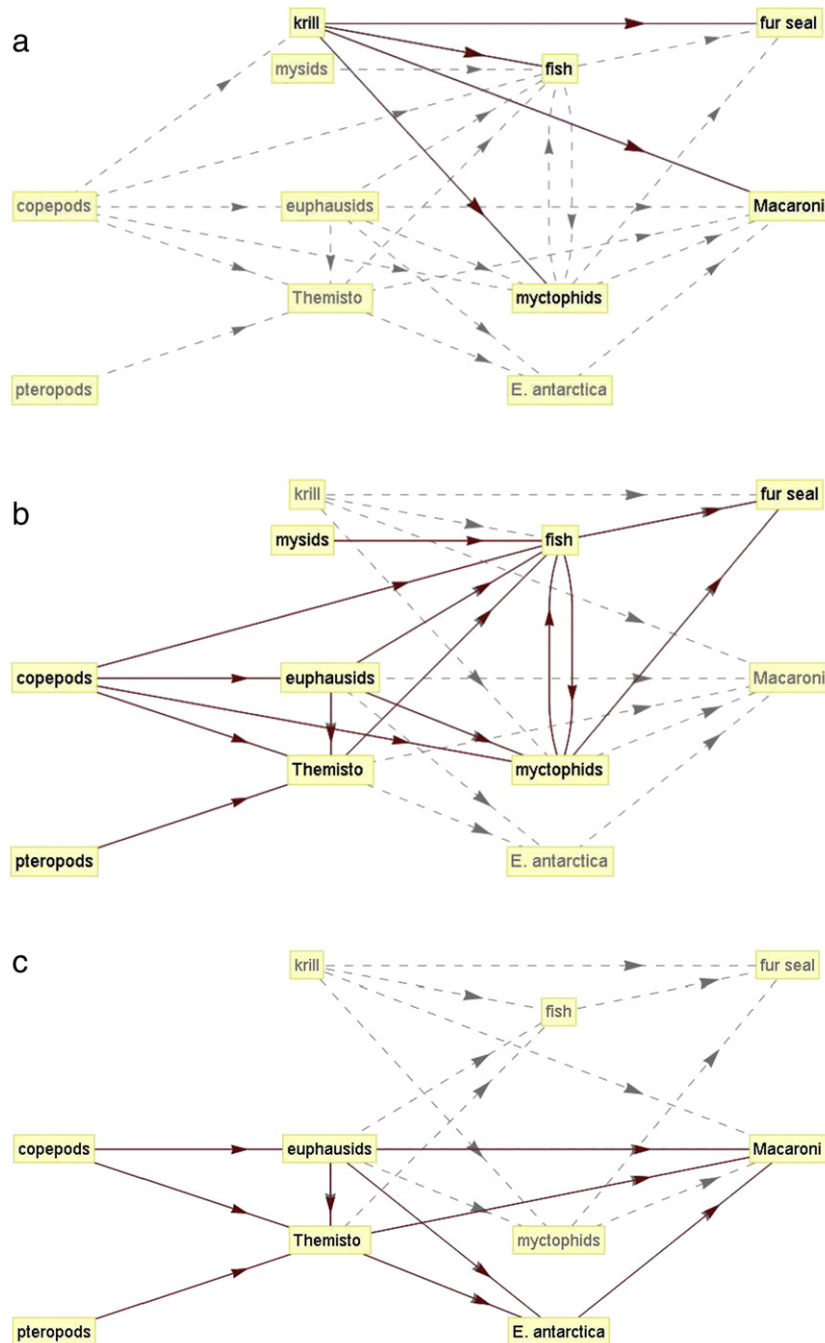 a
krill
fur seal
mysids
fish
copepods
euphausids
Macaroni
Themisto
myctophids
pteropods
E. antarctica
b
krill
fur seal
mysids
fish
copepods
euphausids
Macaroni
Themisto
myctophids
pteropods
E. antarctica
c
krill
fur seal
fish
copepods
euphausids
Macaroni
Themisto
myctophids
pteropods
E. antarctica